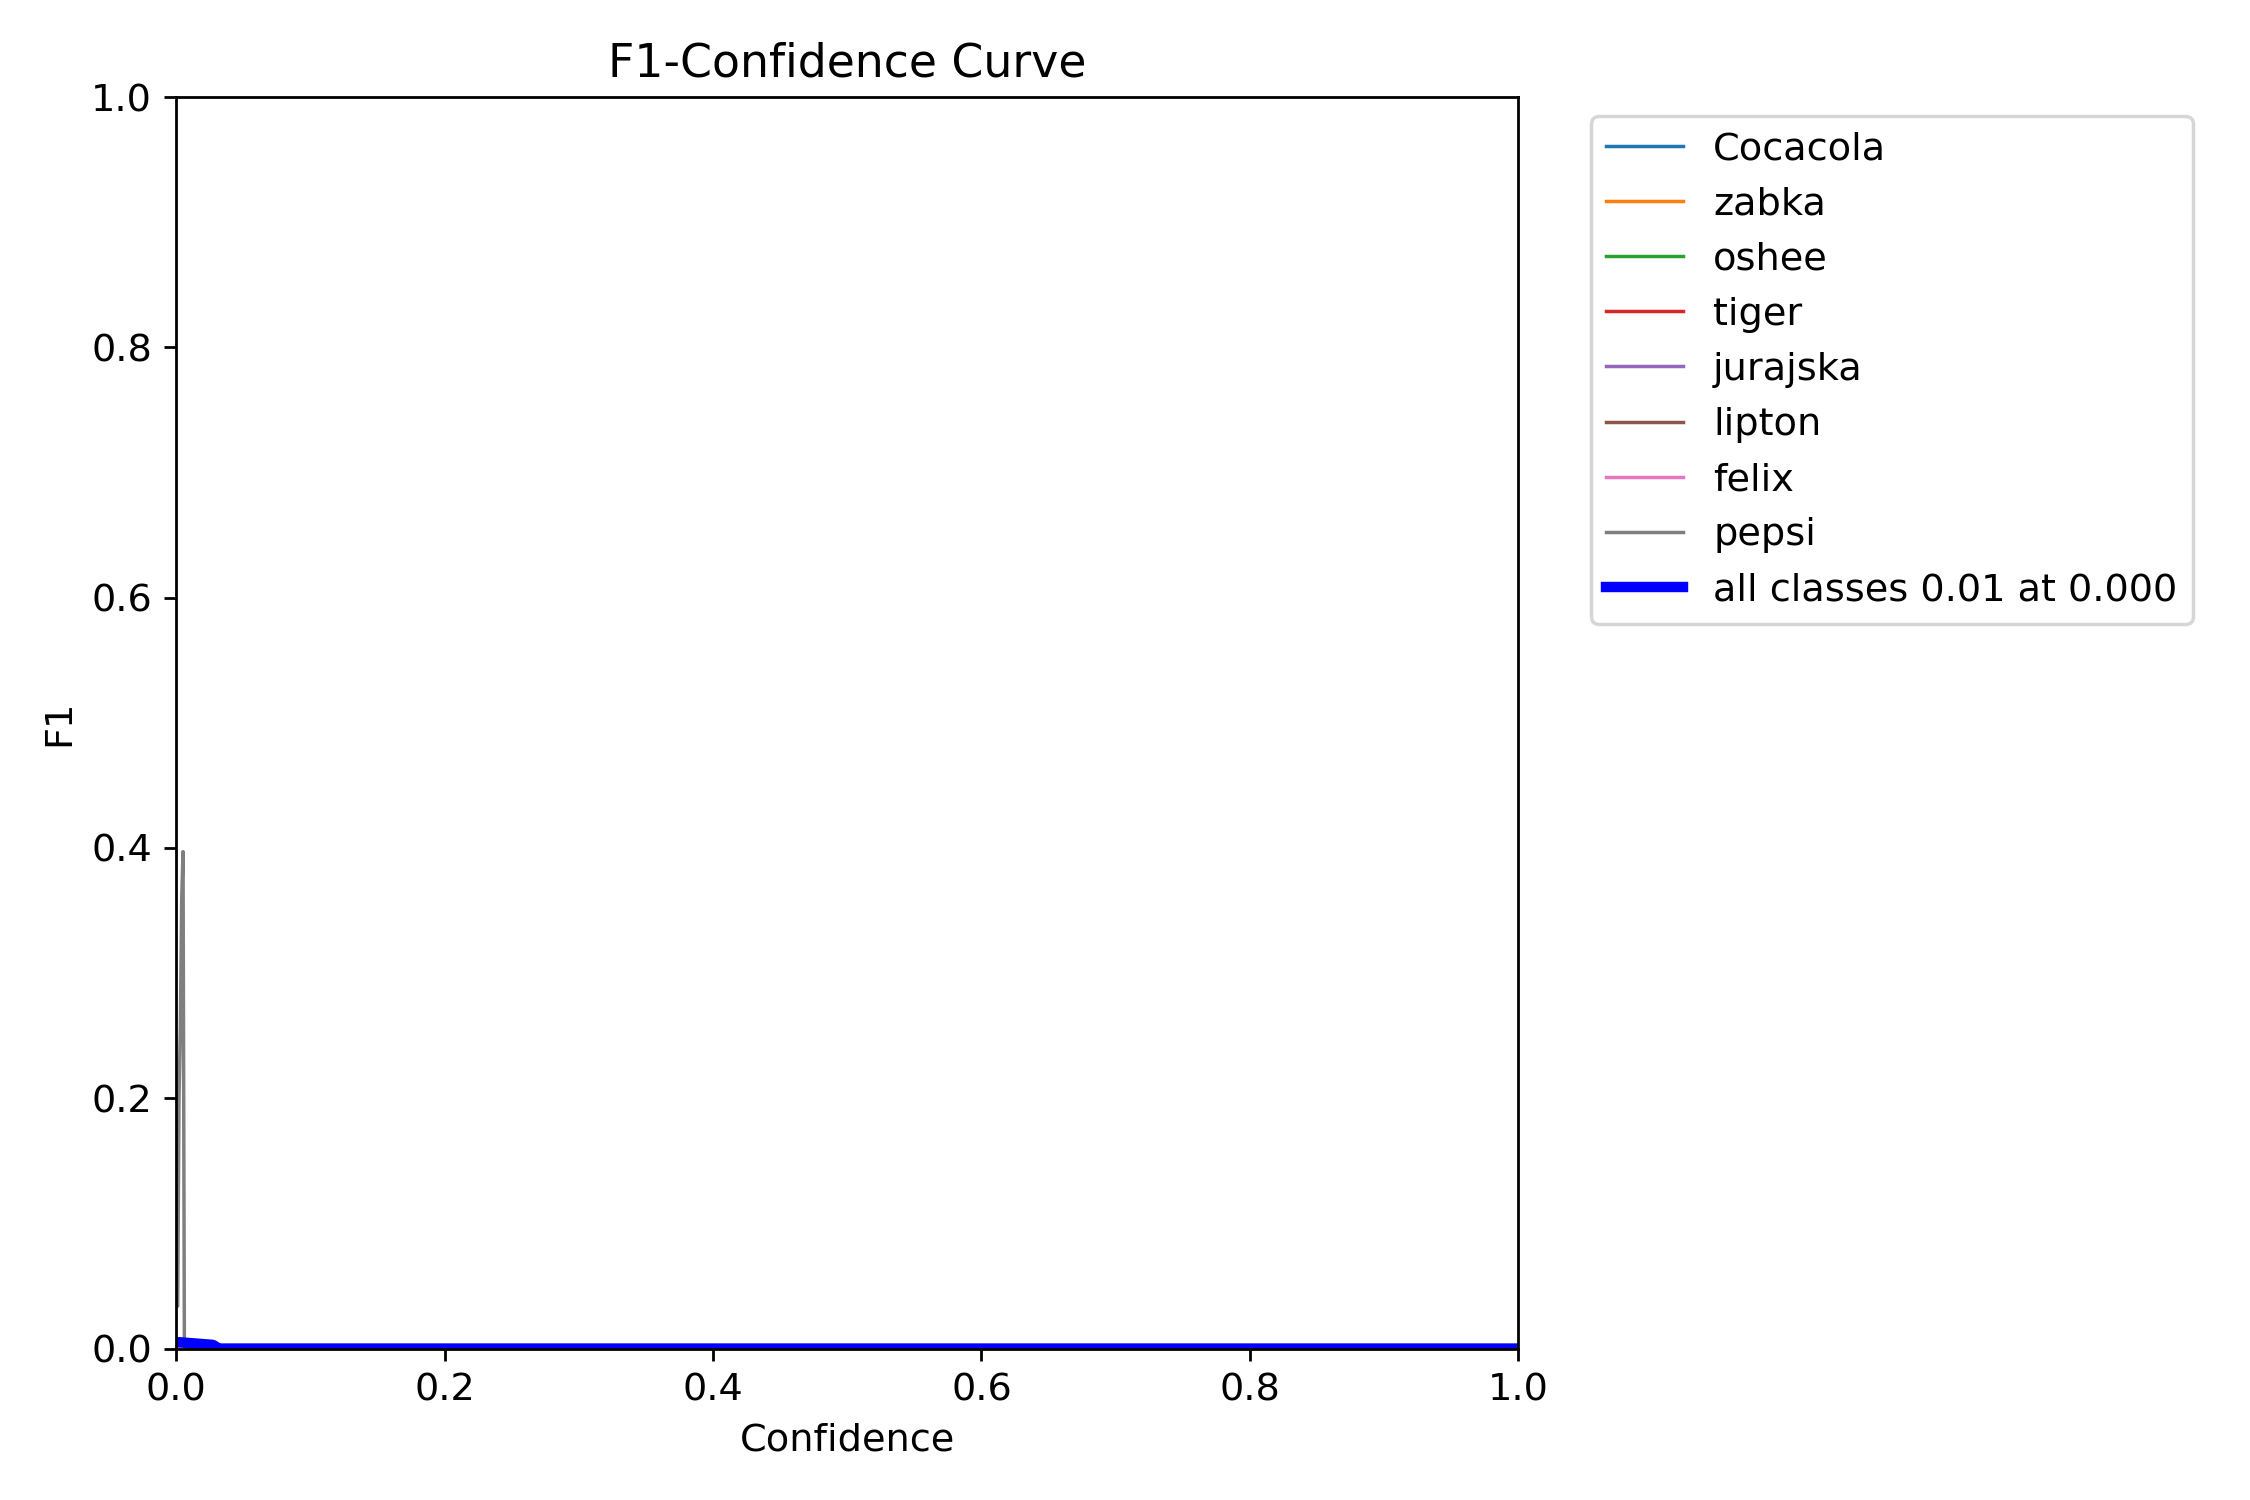 F1-Confidence Curve
1.0
0.8
0.6
0.4
0.2
0.0
F1
0.0 0.2 0.4 0.6 0.8 1.0
Confidence
Cocacola
zabka
oshee
tiger
jurajska
lipton
felix
pepsi
all classes 0.01 at 0.000